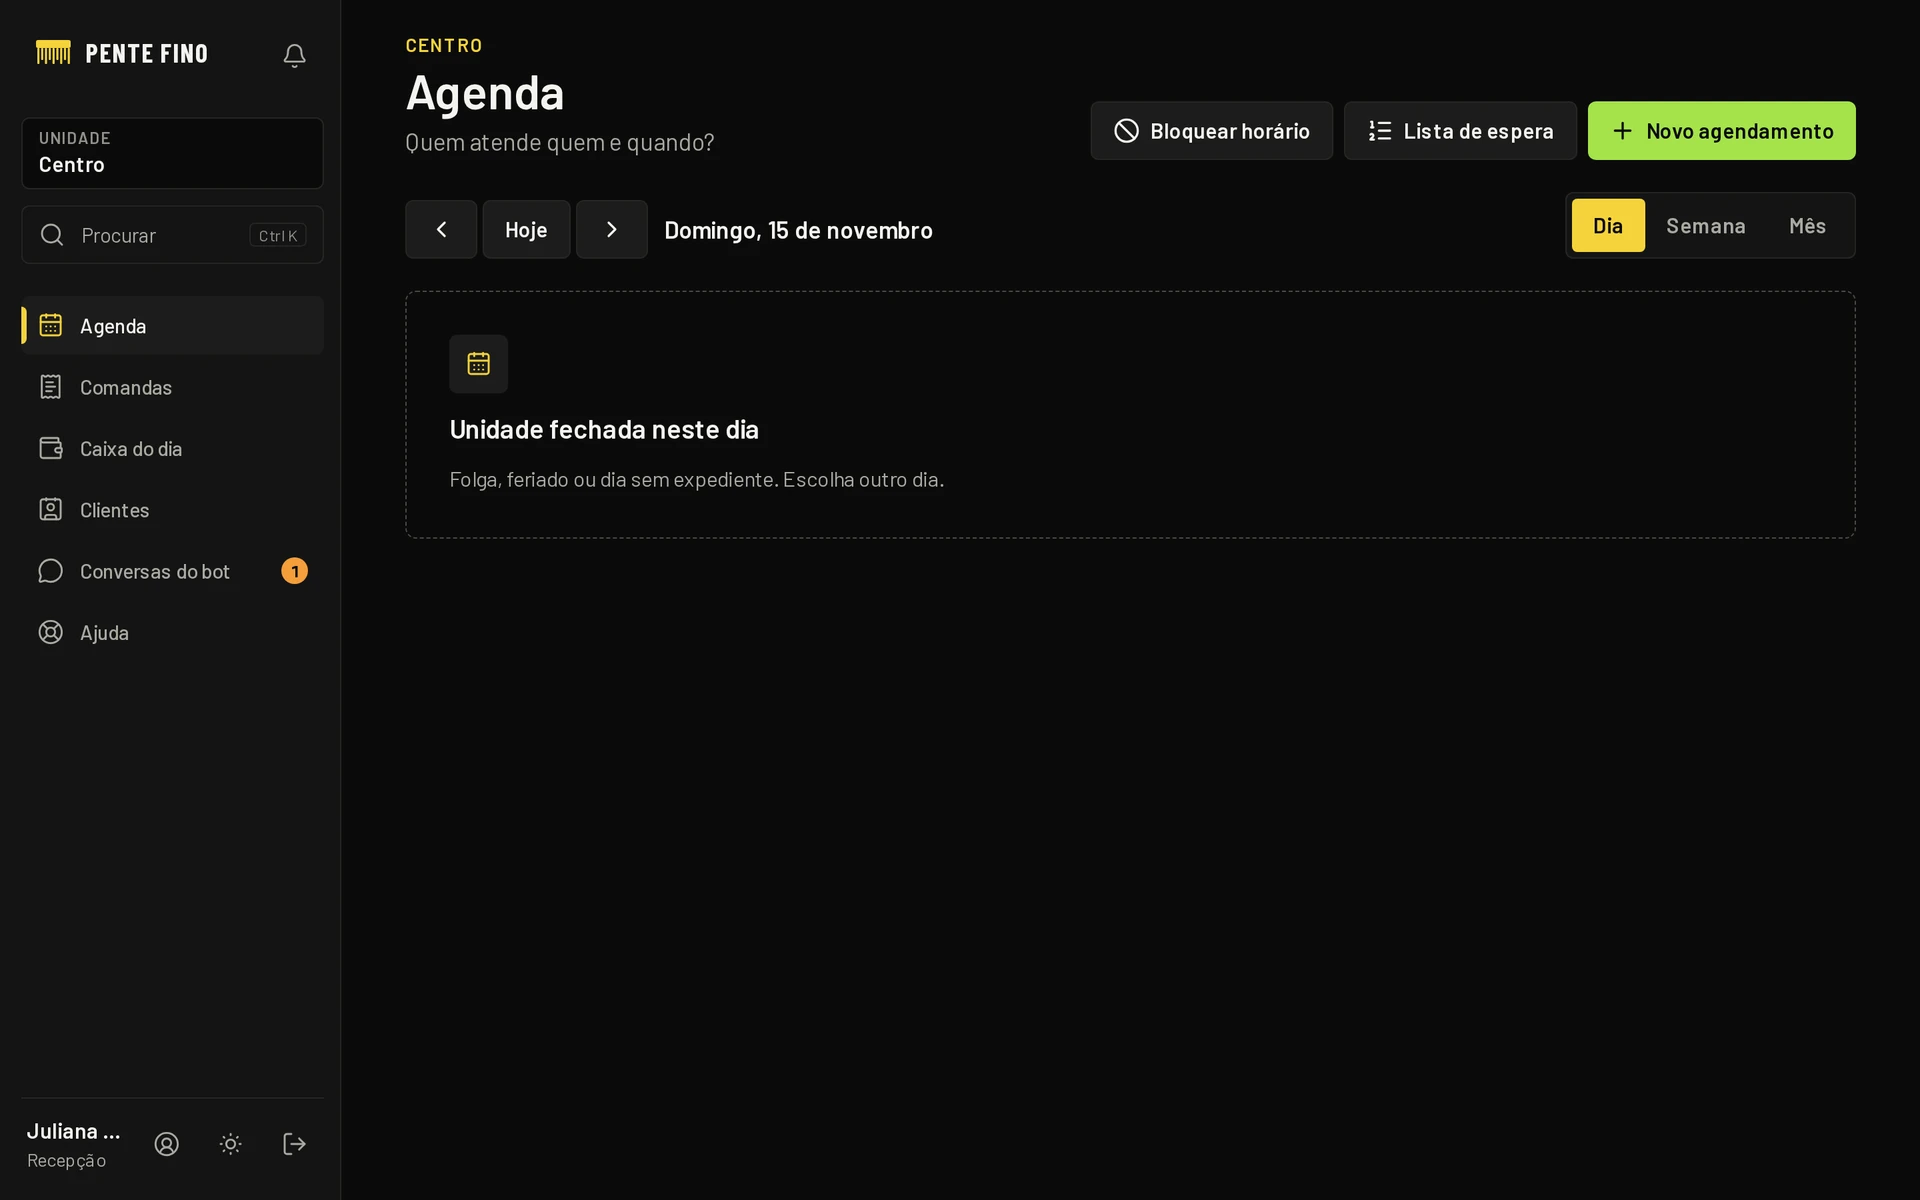 PENTE FINO
UNIDADE
Centro
Procurar
Ctrl K
Agenda
Comandas
Caixa do dia
Clientes
Conversas do bot
1
Ajuda
Juliana ...
Recepção
CENTRO
Agenda
Quem atende quem e quando?
Bloquear horário
Lista de espera
Novo agendamento
Hoje
Domingo, 15 de novembro
Dia
Semana
Mês
Unidade fechada neste dia
Folga, feriado ou dia sem expediente. Escolha outro dia.